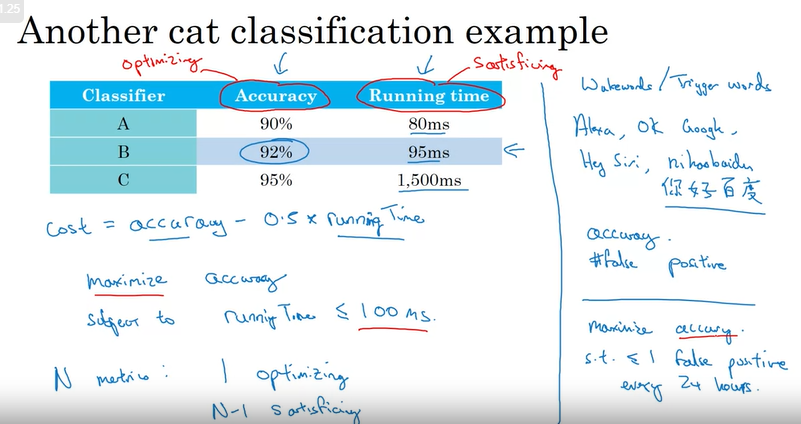 1.25
Another cat classification example
optimizing
satisficing
Classifier Accuracy Running time
A 90% 80ms
B 92% 95ms
C 95% 1,500ms
cost = accuracy - 0.5 x running Time
maximize accuracy
subject to running Time ≤ 100 ms.
N metrics: 1 optimizing
N-1 satisficing
Wakewords / Trigger words
Alexa, OK Google,
Hey Siri, nihaobaidu
你好百度
accuracy.
#false positive
maximize accuracy.
s.t. ≤ 1 false positive
every 24 hours.